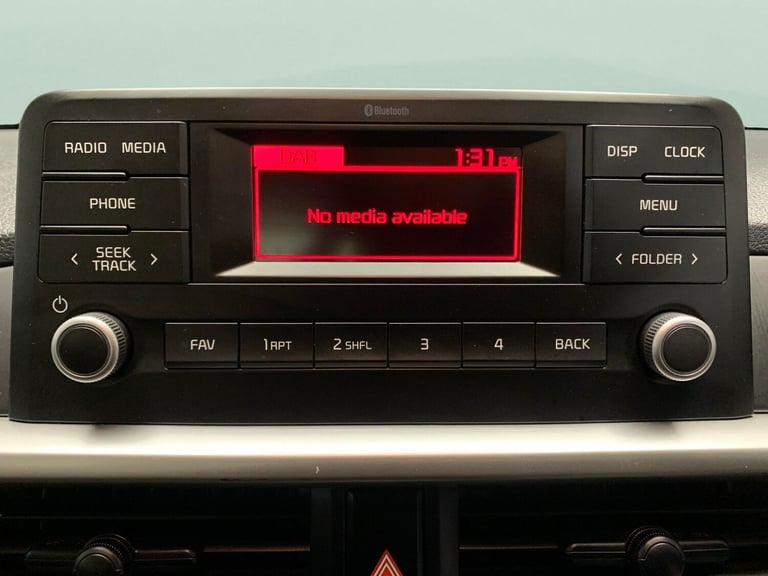 Bluetooth
RADIO MEDIA
DAB 1:31 PM
DISP CLOCK
PHONE
No media available
MENU
< SEEK TRACK >
< FOLDER >
FAV 1 RPT 2 SHFL 3 4 BACK